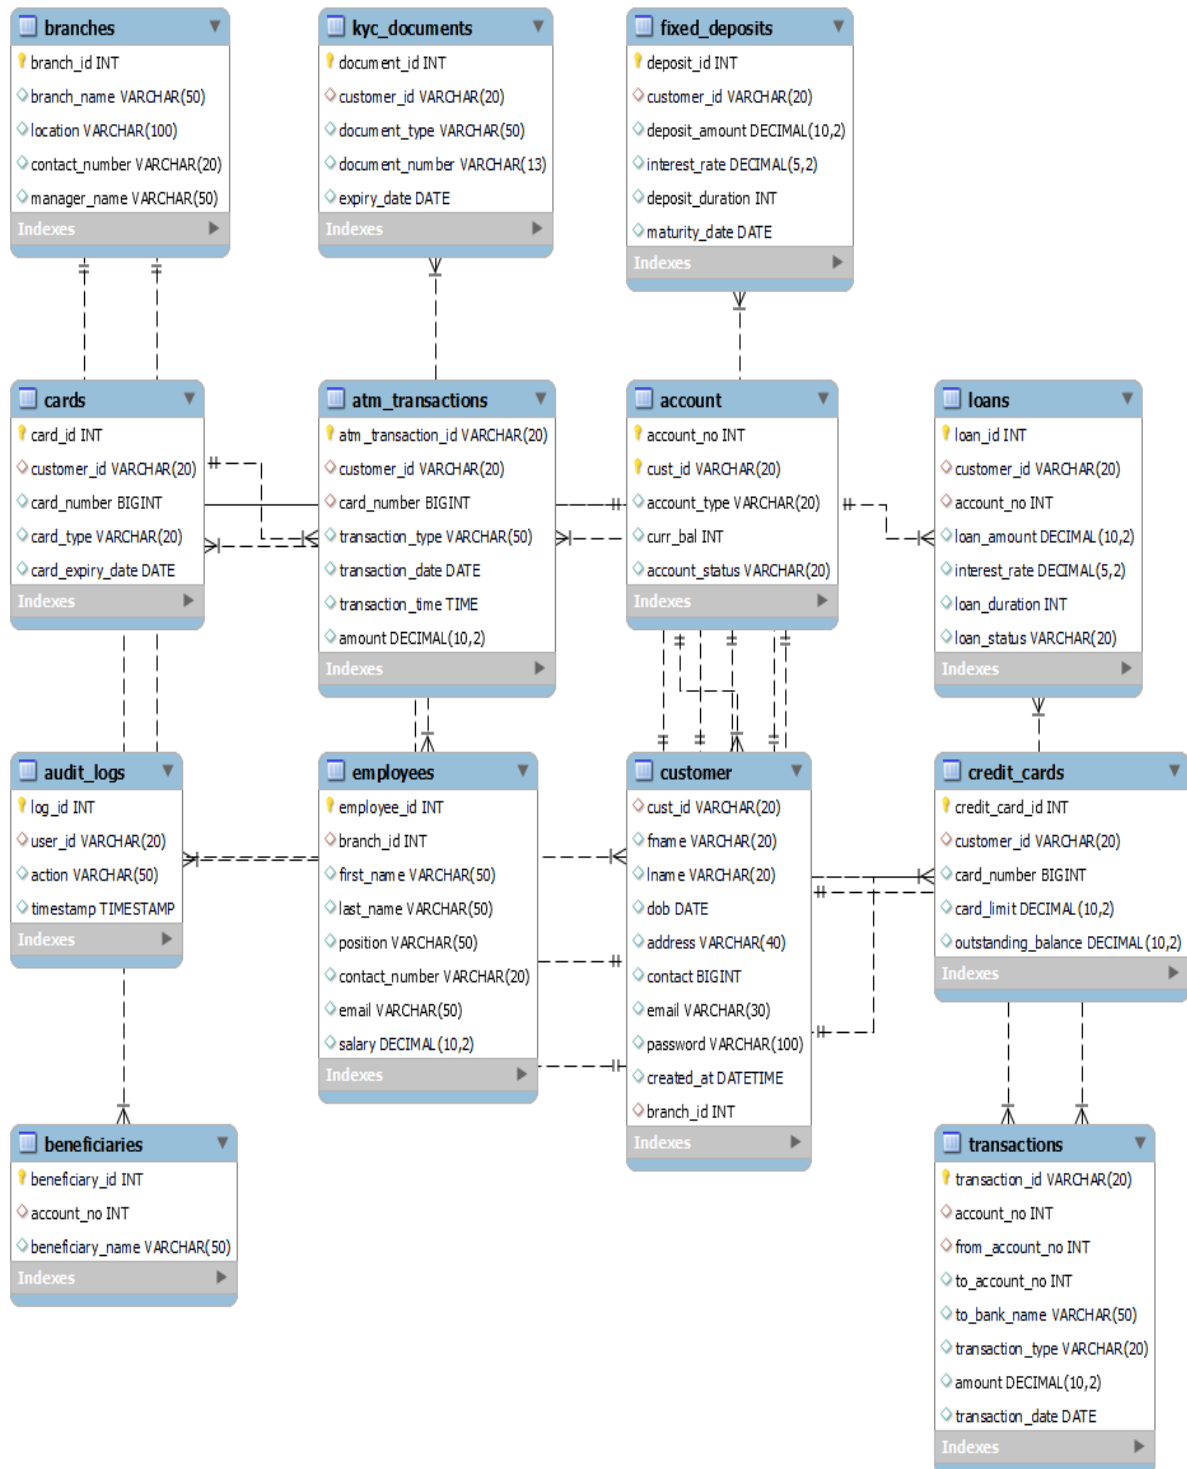 branches
branch_id INT
branch_name VARCHAR(50)
location VARCHAR(100)
contact_number VARCHAR(20)
manager_name VARCHAR(50)
Indexes
kyc_documents
document_id INT
customer_id VARCHAR(20)
document_type VARCHAR(50)
document_number VARCHAR(13)
expiry_date DATE
Indexes
fixed_deposits
deposit_id INT
customer_id VARCHAR(20)
deposit_amount DECIMAL(10,2)
interest_rate DECIMAL(5,2)
deposit_duration INT
maturity_date DATE
Indexes
cards
card_id INT
customer_id VARCHAR(20)
card_number BIGINT
card_type VARCHAR(20)
card_expiry_date DATE
Indexes
atm_transactions
atm_transaction_id VARCHAR(20)
customer_id VARCHAR(20)
card_number BIGINT
transaction_type VARCHAR(50)
transaction_date DATE
transaction_time TIME
amount DECIMAL(10,2)
Indexes
account
account_no INT
cust_id VARCHAR(20)
account_type VARCHAR(20)
curr_bal INT
account_status VARCHAR(20)
Indexes
loans
loan_id INT
customer_id VARCHAR(20)
account_no INT
loan_amount DECIMAL(10,2)
interest_rate DECIMAL(5,2)
loan_duration INT
loan_status VARCHAR(20)
Indexes
audit_logs
log_id INT
user_id VARCHAR(20)
action VARCHAR(50)
timestamp TIMESTAMP
Indexes
employees
employee_id INT
branch_id INT
first_name VARCHAR(50)
last_name VARCHAR(50)
position VARCHAR(50)
contact_number VARCHAR(20)
email VARCHAR(50)
salary DECIMAL(10,2)
Indexes
customer
cust_id VARCHAR(20)
fname VARCHAR(20)
lname VARCHAR(20)
dob DATE
address VARCHAR(40)
contact BIGINT
email VARCHAR(30)
password VARCHAR(100)
created_at DATETIME
branch_id INT
Indexes
credit_cards
credit_card_id INT
customer_id VARCHAR(20)
card_number BIGINT
card_limit DECIMAL(10,2)
outstanding_balance DECIMAL(10,2)
Indexes
beneficiaries
beneficiary_id INT
account_no INT
beneficiary_name VARCHAR(50)
Indexes
transactions
transaction_id VARCHAR(20)
account_no INT
from_account_no INT
to_account_no INT
to_bank_name VARCHAR(50)
transaction_type VARCHAR(20)
amount DECIMAL(10,2)
transaction_date DATE
Indexes